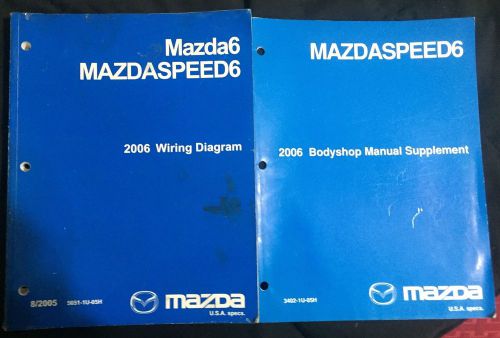 Mazda6
MAZDASPEED6
2006 Wiring Diagram
8/2005 5851-1U-05H
mazda
U.S.A. specs.
MAZDASPEED6
2006 Bodyshop Manual Supplement
3402-1U-05H
mazda
U.S.A. specs.